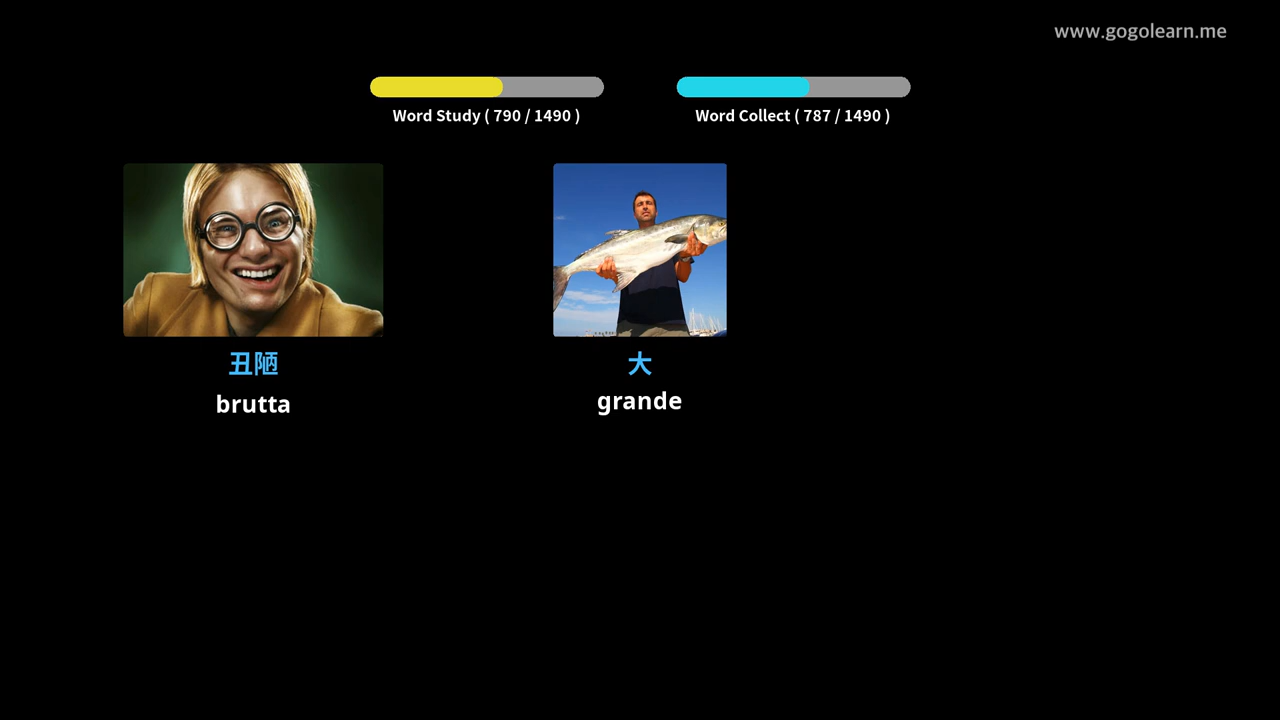 www.gogolearn.me
Word Study ( 790 / 1490 )
Word Collect ( 787 / 1490 )
丑陋
brutta
大
grande